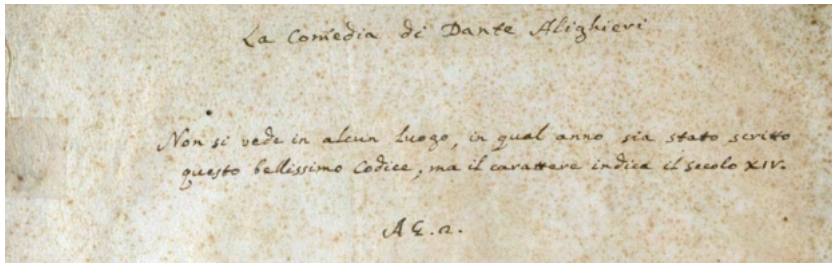 La Comedia di Dante Alighieri
Non si vede in alcun luogo, in qual anno sia stato scritto
questo bellissimo Codice, ma il carattere indica il secolo XIV.